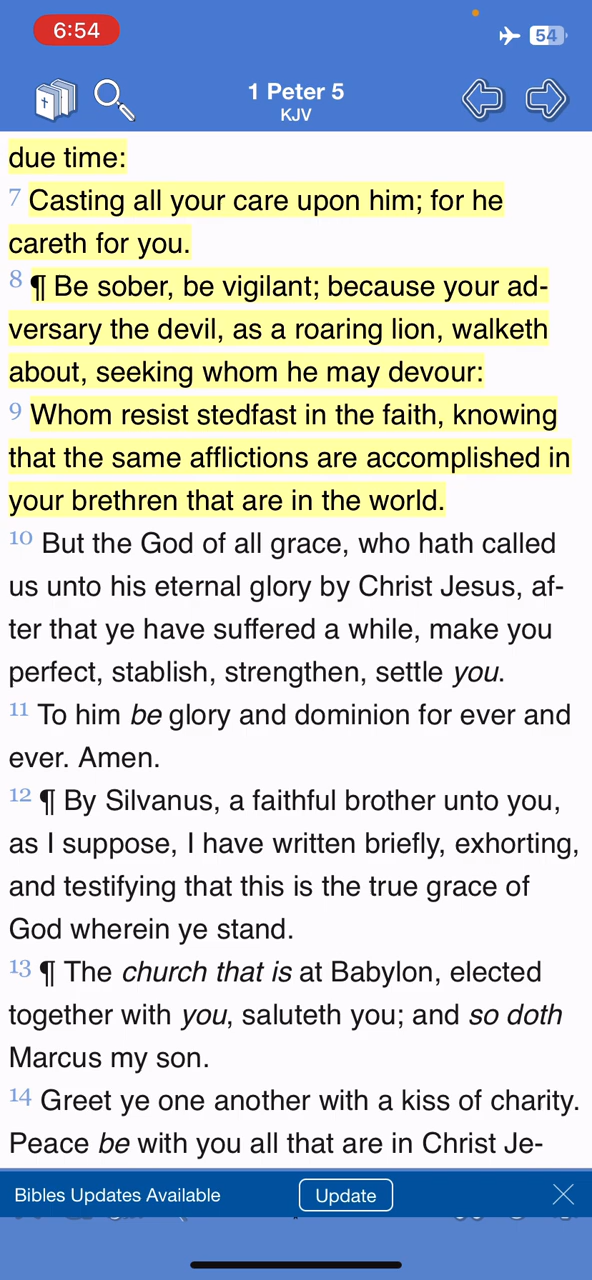 6:54
54
1 Peter 5
KJV
due time:
7 Casting all your care upon him; for he
careth for you.
8 ¶ Be sober, be vigilant; because your ad-
versary the devil, as a roaring lion, walketh
about, seeking whom he may devour:
9 Whom resist stedfast in the faith, knowing
that the same afflictions are accomplished in
your brethren that are in the world.
10 But the God of all grace, who hath called
us unto his eternal glory by Christ Jesus, af-
ter that ye have suffered a while, make you
perfect, stablish, strengthen, settle you.
11 To him be glory and dominion for ever and
ever. Amen.
12 ¶ By Silvanus, a faithful brother unto you,
as I suppose, I have written briefly, exhorting,
and testifying that this is the true grace of
God wherein ye stand.
13 ¶ The church that is at Babylon, elected
together with you, saluteth you; and so doth
Marcus my son.
14 Greet ye one another with a kiss of charity.
Peace be with you all that are in Christ Je-
Bibles Updates Available
Update